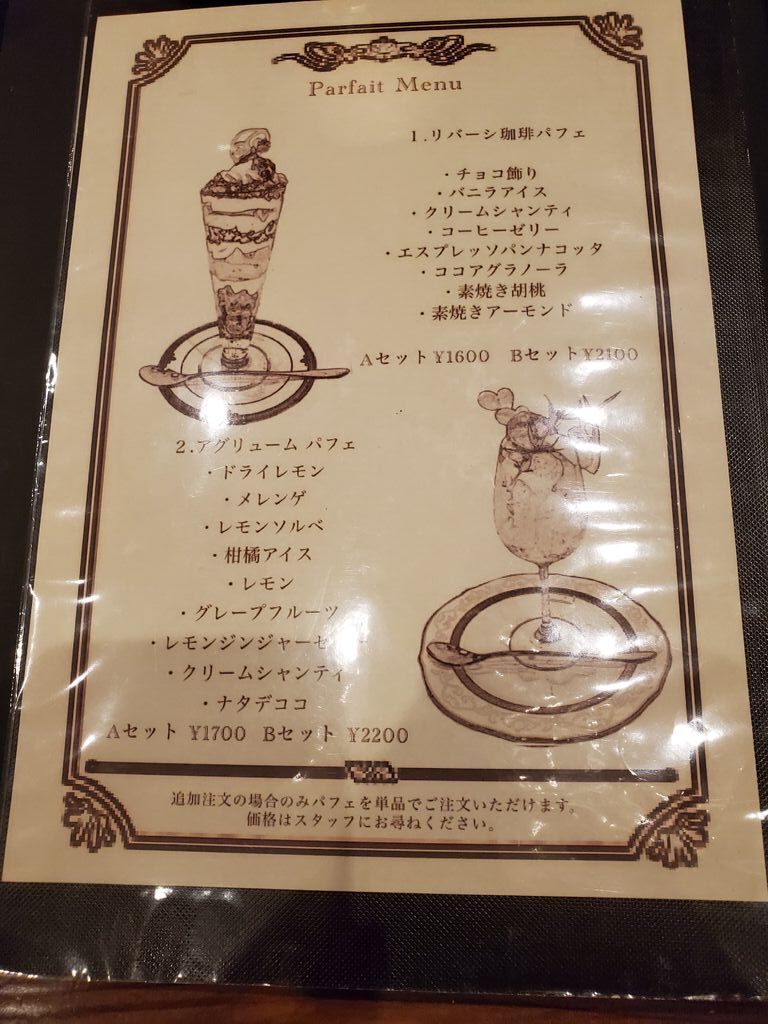 Parfait Menu
1.リバーシ珈琲パフェ
・チョコ飾り
・バニラアイス
・クリームシャンティ
・コーヒーゼリー
・エスプレッソパンナコッタ
・ココアグラノーラ
・素焼き胡桃
・素焼きアーモンド
Aセット ¥1600 Bセット ¥2100
2.アグリューム パフェ
・ドライレモン
・メレンゲ
・レモンソルベ
・柑橘アイス
・レモン
・グレープフルーツ
・レモンジンジャーゼリー
・クリームシャンティ
・ナタデココ
Aセット ¥1700 Bセット ¥2200
追加注文の場合のみパフェを単品でご注文いただけます。
価格はスタッフにお尋ねください。